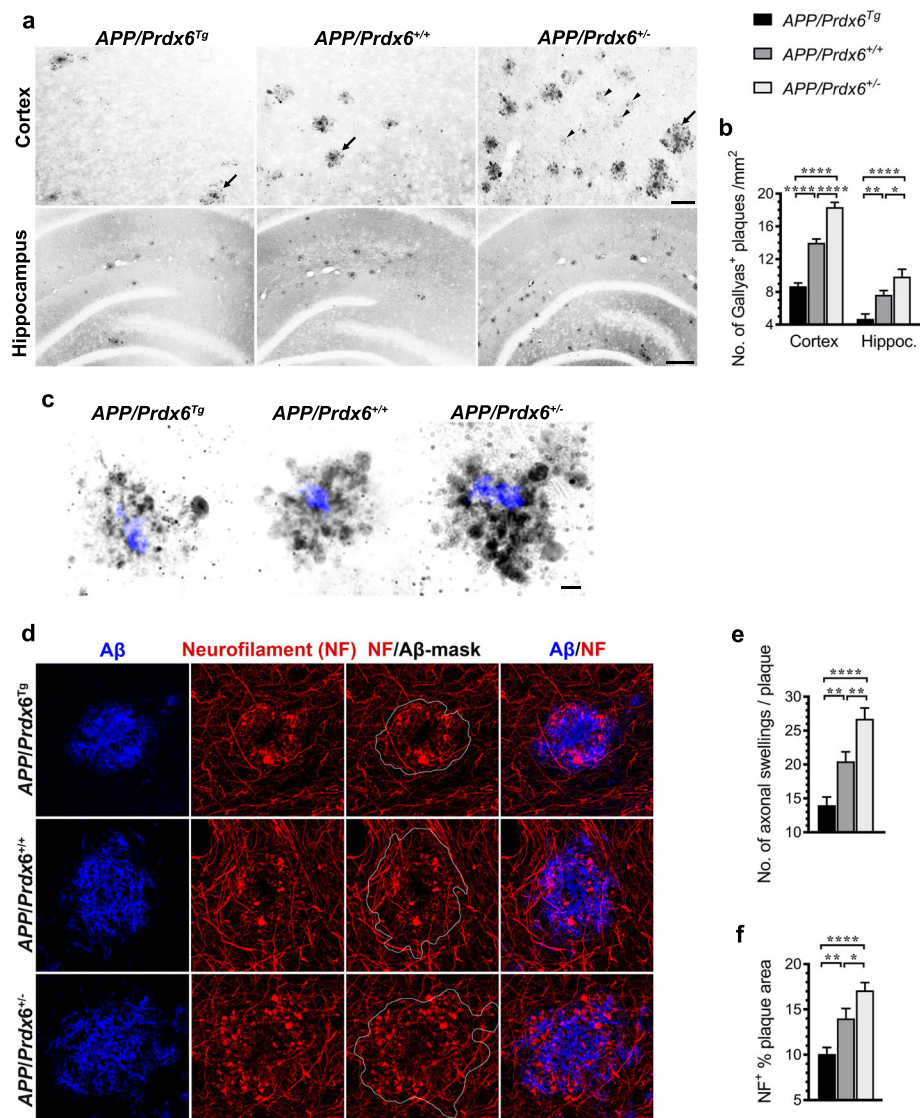 a
APP/Prdx6ᵀᵍ
APP/Prdx6⁺/⁺
APP/Prdx6⁺/⁻
Cortex
Hippocampus
APP/Prdx6ᵀᵍ
APP/Prdx6⁺/⁺
APP/Prdx6⁺/⁻
b
No. of Gallyas⁺ plaques /mm²
20
16
12
8
4
****
**** ****
****
** *
Cortex Hippoc.
c
APP/Prdx6ᵀᵍ
APP/Prdx6⁺/⁺
APP/Prdx6⁺/⁻
d
Aβ Neurofilament (NF) NF/Aβ-mask Aβ/NF
APP/Prdx6ᵀᵍ
APP/Prdx6⁺/⁺
APP/Prdx6⁺/⁻
e
No. of axonal swellings / plaque
30
25
20
15
10
****
** **
f
NF⁺ % plaque area
20
15
10
5
****
** *